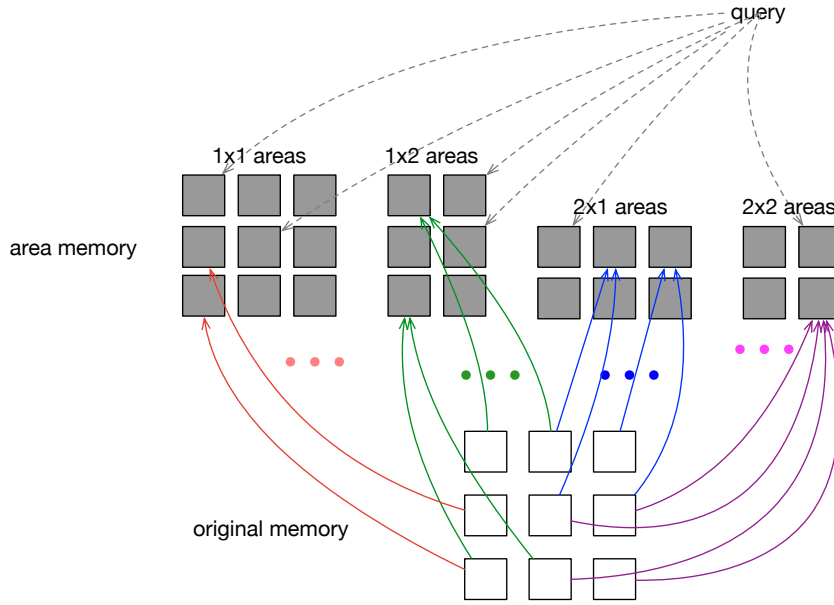 query
1x1 areas
1x2 areas
2x1 areas
2x2 areas
area memory
original memory